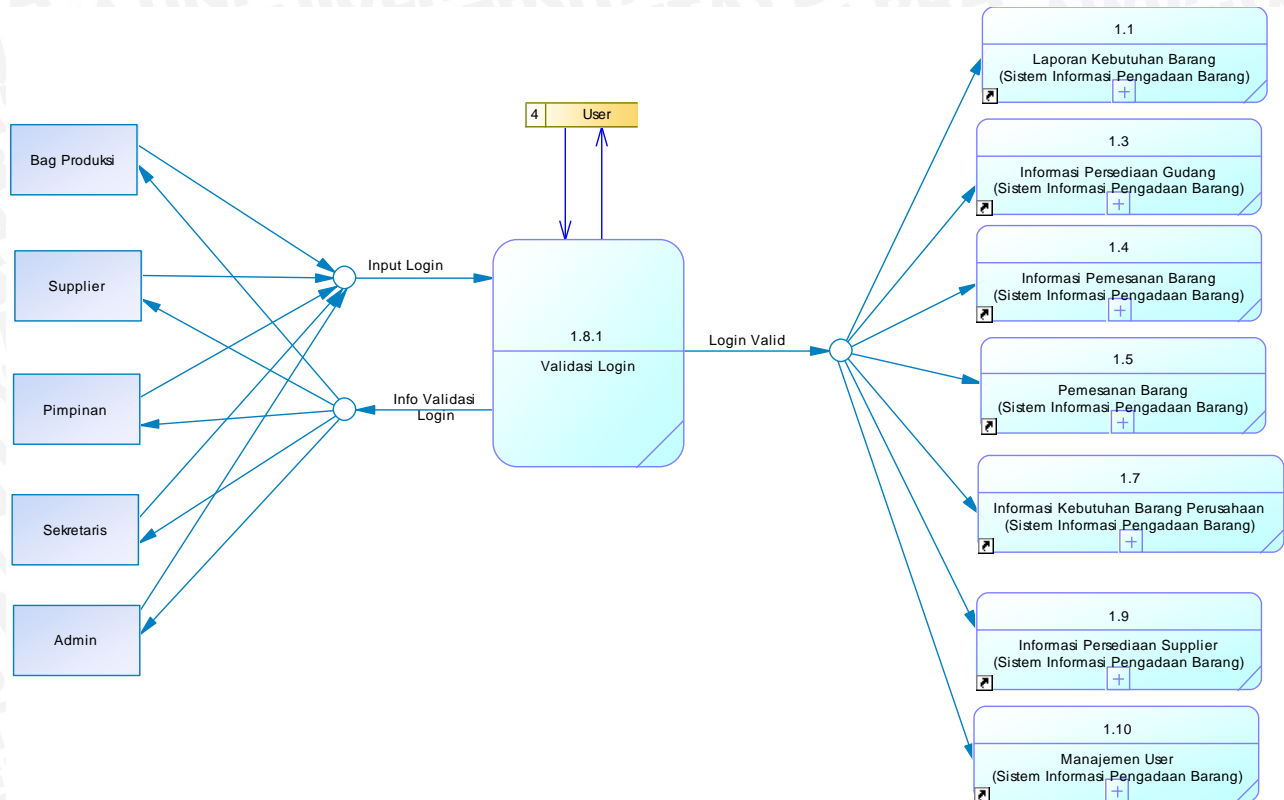 Bag Produksi
Supplier
Pimpinan
Sekretaris
Admin
Input Login
Info Validasi
Login
4 User
1.8.1
Validasi Login
Login Valid
1.1
Laporan Kebutuhan Barang
(Sistem Informasi Pengadaan Barang)
1.3
Informasi Persediaan Gudang
(Sistem Informasi Pengadaan Barang)
1.4
Informasi Pemesanan Barang
(Sistem Informasi Pengadaan Barang)
1.5
Pemesanan Barang
(Sistem Informasi Pengadaan Barang)
1.7
Informasi Kebutuhan Barang Perusahaan
(Sistem Informasi Pengadaan Barang)
1.9
Informasi Persediaan Supplier
(Sistem Informasi Pengadaan Barang)
1.10
Manajemen User
(Sistem Informasi Pengadaan Barang)